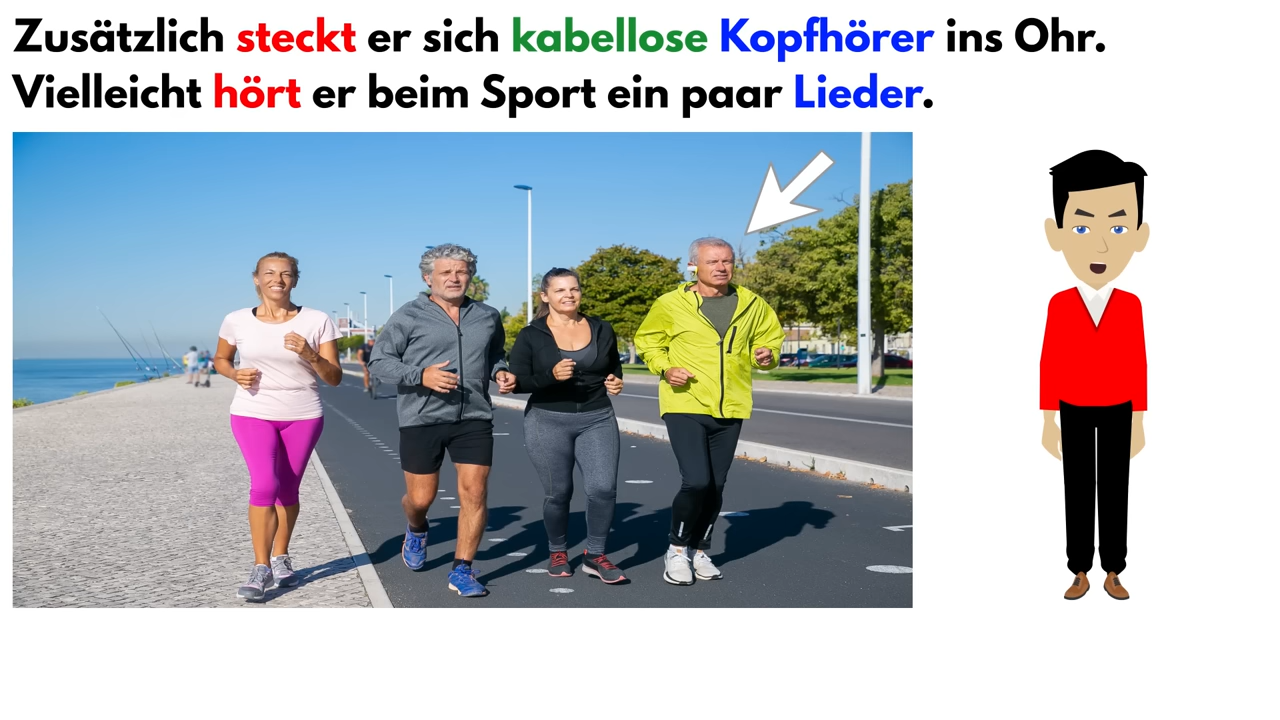 Zusätzlich steckt er sich kabellose Kopfhörer ins Ohr.
Vielleicht hört er beim Sport ein paar Lieder.